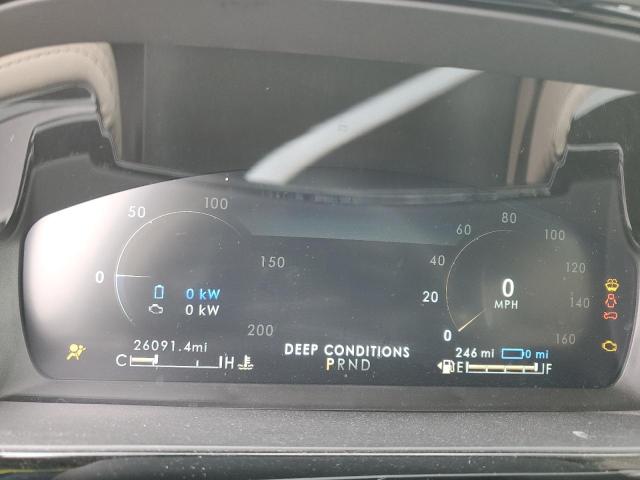 50 100
80
60 100
0 150
40 120
0 kW
0 kW
20 0 140
MPH
200
0 160
26091.4mi
DEEP CONDITIONS
246 mi 0 mi
C H
PRND
E F